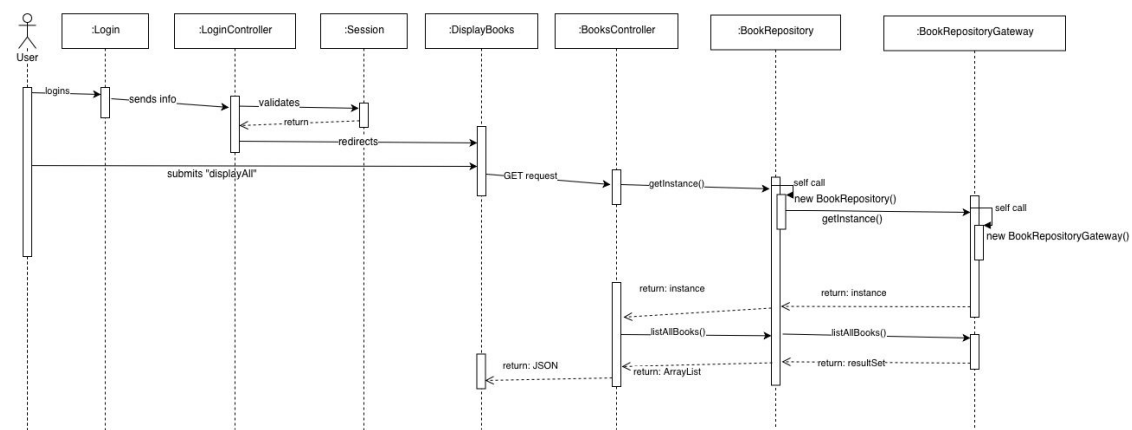 :Login
:LoginController
:Session
:DisplayBooks
:BooksController
:BookRepository
:BookRepositoryGateway
User
logins
sends info
validates
return
redirects
submits "displayAll"
GET request
getInstance()
self call
new BookRepository()
getInstance()
self call
new BookRepositoryGateway()
return: instance
return: instance
listAllBooks()
listAllBooks()
return: resultSet
return: ArrayList
return: JSON